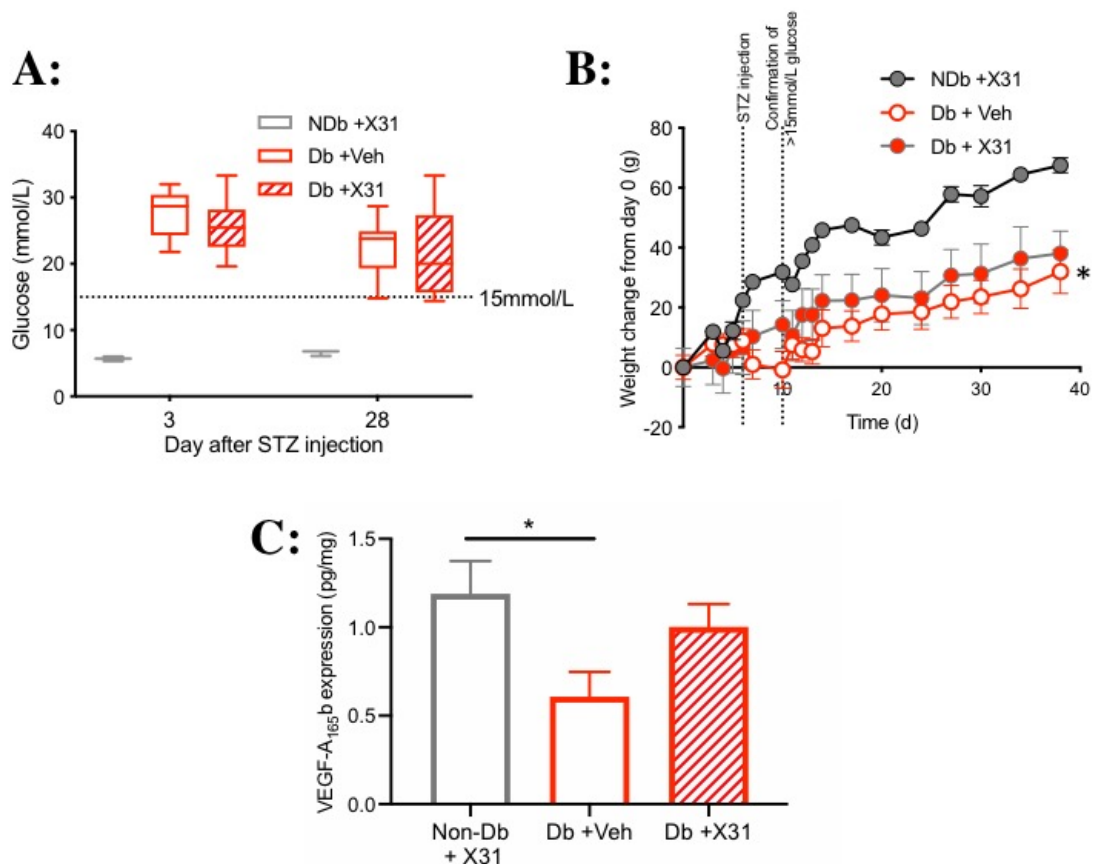 A:
NDb +X31
Db +Veh
Db +X31
Glucose (mmol/L)
40
30
20
10
0
15mmol/L
3
28
Day after STZ injection
B:
STZ injection
Confirmation of
>15mmol/L glucose
NDb +X31
Db + Veh
Db + X31
Weight change from day 0 (g)
80
60
40
20
0
-20
10
20
30
40
Time (d)
*
C:
*
VEGF-A₁₆₅b expression (pg/mg)
1.5
1.0
0.5
0.0
Non-Db
+ X31
Db +Veh
Db +X31